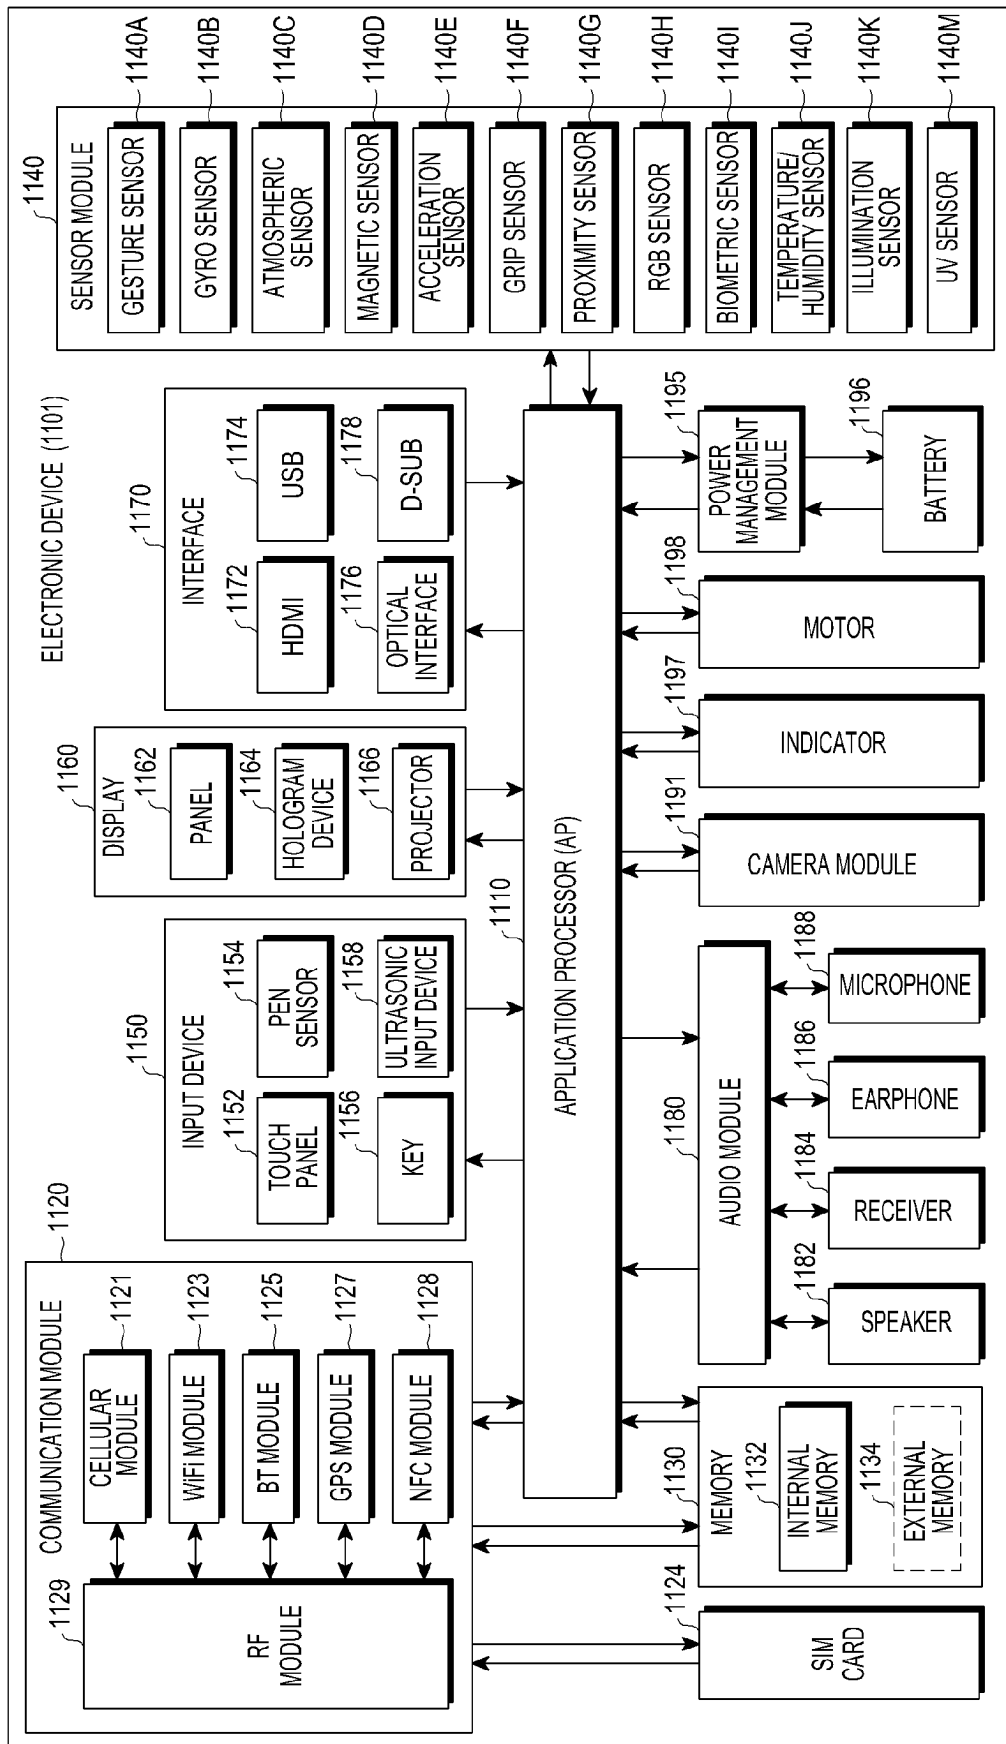 ELECTRONIC DEVICE (1101)
1120
COMMUNICATION MODULE
1129
RF
MODULE
CELLULAR
MODULE
1121
WiFi MODULE
1123
BT MODULE
1125
GPS MODULE
1127
NFC MODULE
1128
1150
INPUT DEVICE
1152
TOUCH
PANEL
1154
PEN
SENSOR
1156
KEY
1158
ULTRASONIC
INPUT DEVICE
1160
DISPLAY
1162
PANEL
1164
HOLOGRAM
DEVICE
1166
PROJECTOR
1170
INTERFACE
1172
HDMI
1174
USB
1176
OPTICAL
INTERFACE
1178
D-SUB
1140
SENSOR MODULE
GESTURE SENSOR
1140A
GYRO SENSOR
1140B
ATMOSPHERIC
SENSOR
1140C
MAGNETIC SENSOR
1140D
ACCELERATION
SENSOR
1140E
GRIP SENSOR
1140F
PROXIMITY SENSOR
1140G
RGB SENSOR
1140H
BIOMETRIC SENSOR
1140I
TEMPERATURE/
HUMIDITY SENSOR
1140J
ILLUMINATION
SENSOR
1140K
UV SENSOR
1140M
1110
APPLICATION PROCESSOR (AP)
1124
SIM
CARD
1130
MEMORY
1132
INTERNAL
MEMORY
1134
EXTERNAL
MEMORY
1180
AUDIO MODULE
1182
SPEAKER
1184
RECEIVER
1186
EARPHONE
1188
MICROPHONE
1191
CAMERA MODULE
1197
INDICATOR
1198
MOTOR
1195
POWER
MANAGEMENT
MODULE
1196
BATTERY